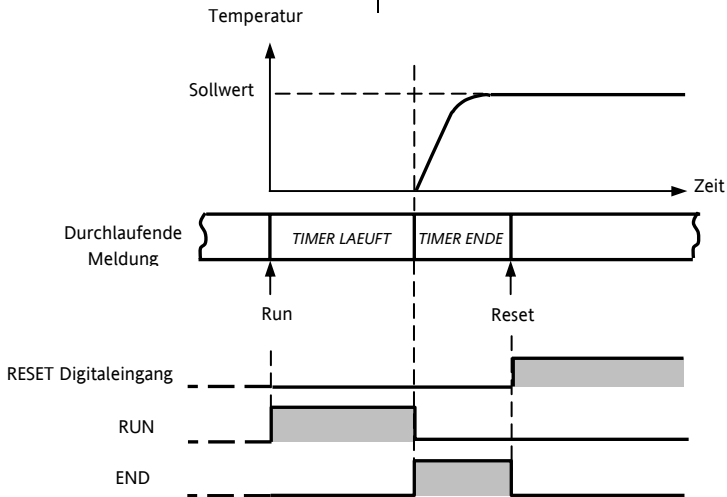 Temperatur
Sollwert
Zeit
Durchlaufende
Meldung
TIMER LAEUFT
TIMER ENDE
Run
Reset
RESET Digitaleingang
RUN
END